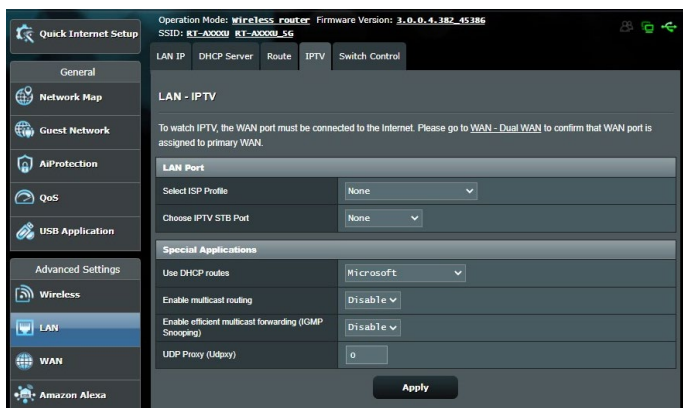 Operation Mode: Wireless router Firmware Version: 3.0.0.4.382_45386
SSID: RT-AXXXU RT-AXXXU_5G
Quick Internet Setup
General
Network Map
Guest Network
AiProtection
QoS
USB Application
Advanced Settings
Wireless
LAN
WAN
Amazon Alexa
LAN IP DHCP Server Route IPTV Switch Control
LAN - IPTV
To watch IPTV, the WAN port must be connected to the Internet. Please go to WAN - Dual WAN to confirm that WAN port is
assigned to primary WAN.
LAN Port
Select ISP Profile None
Choose IPTV STB Port None
Special Applications
Use DHCP routes Microsoft
Enable multicast routing Disable
Enable efficient multicast forwarding (IGMP
Snooping) Disable
UDP Proxy (Udpxy) 0
Apply